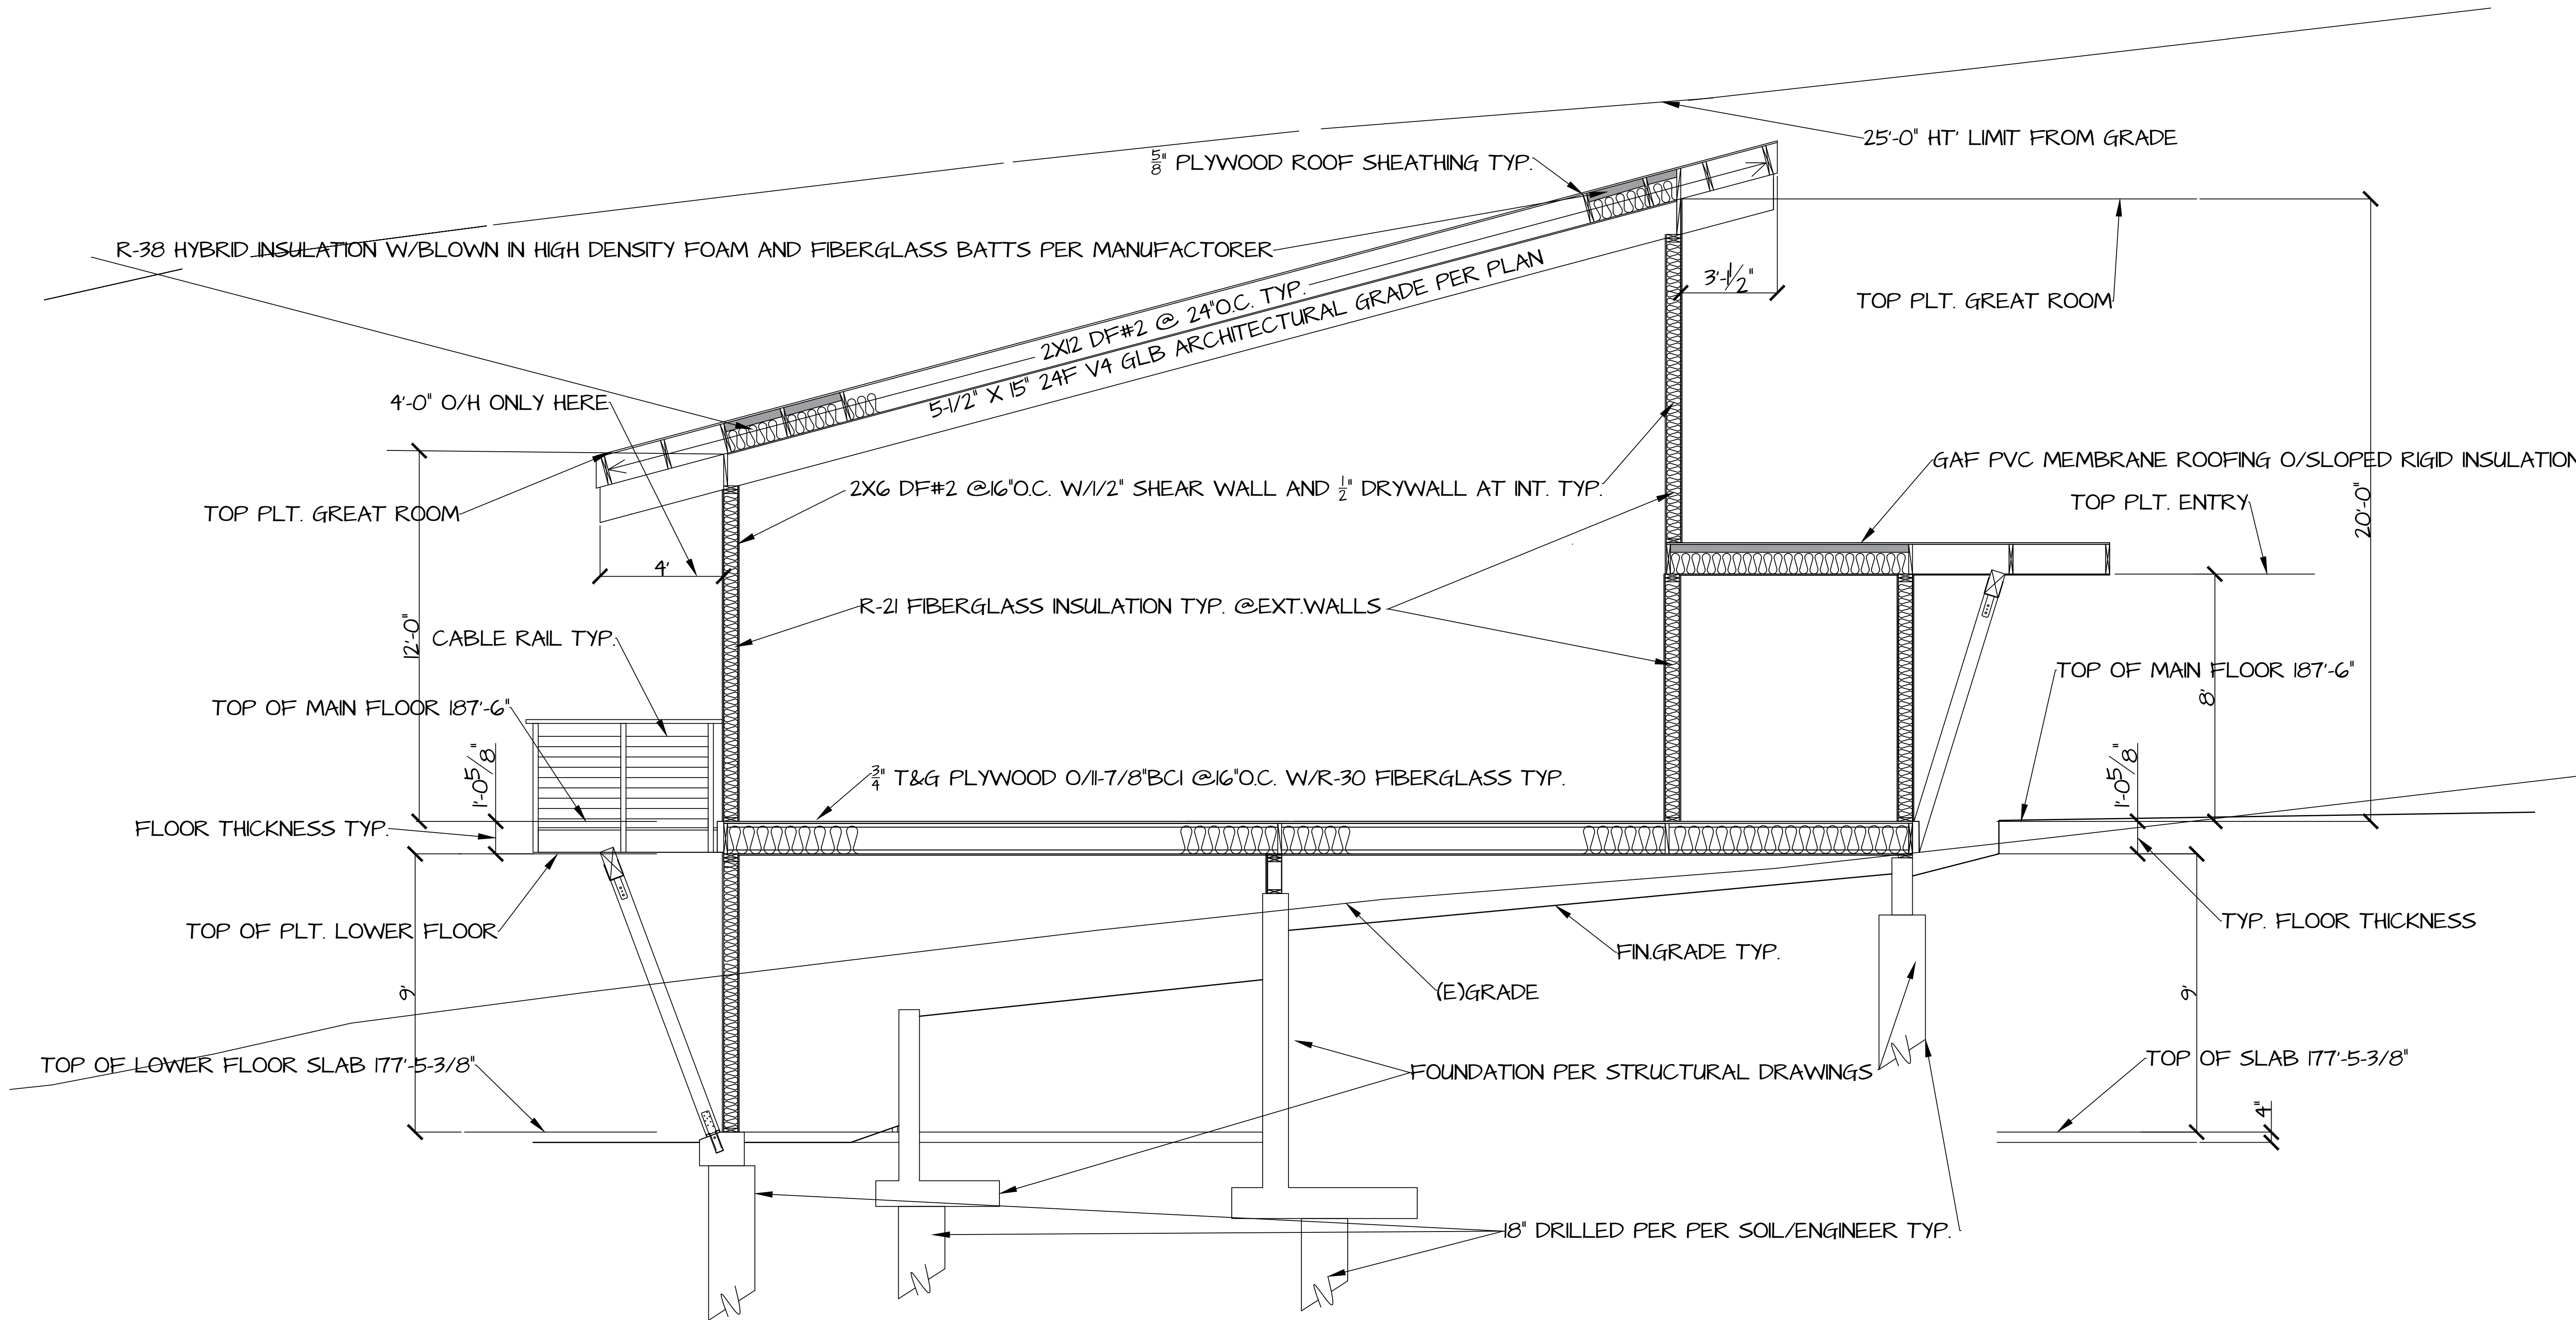 25'-0" HT' LIMIT FROM GRADE
5/8" PLYWOOD ROOF SHEATHING TYP.
R-38 HYBRID INSULATION W/BLOWN IN HIGH DENSITY FOAM AND FIBERGLASS BATTS PER MANUFACTORER
3'-1 1/2"
TOP PLT. GREAT ROOM
2X12 DF#2 @ 24"O.C. TYP.
5-1/2" X 15" 24F V4 GLB ARCHITECTURAL GRADE PER PLAN
4'-0" O/H ONLY HERE
GAF PVC MEMBRANE ROOFING O/SLOPED RIGID INSULATION
2X6 DF#2 @16"O.C. W/1/2" SHEAR WALL AND 1/2" DRYWALL AT INT. TYP.
TOP PLT. ENTRY
TOP PLT. GREAT ROOM
20'-0"
4'
R-21 FIBERGLASS INSULATION TYP. @EXT.WALLS
12'-0"
CABLE RAIL TYP.
TOP OF MAIN FLOOR 187'-6"
8'
TOP OF MAIN FLOOR 187'-6"
1'-0 5/8"
3/4" T&G PLYWOOD O/11-7/8"BCI @16"O.C. W/R-30 FIBERGLASS TYP.
1'-0 5/8"
FLOOR THICKNESS TYP.
TOP OF PLT. LOWER FLOOR
TYP. FLOOR THICKNESS
FIN.GRADE TYP.
9'
(E)GRADE
9'
TOP OF LOWER FLOOR SLAB 177'-5-3/8"
FOUNDATION PER STRUCTURAL DRAWINGS
TOP OF SLAB 177'-5-3/8"
4"
18" DRILLED PER PER SOIL/ENGINEER TYP.